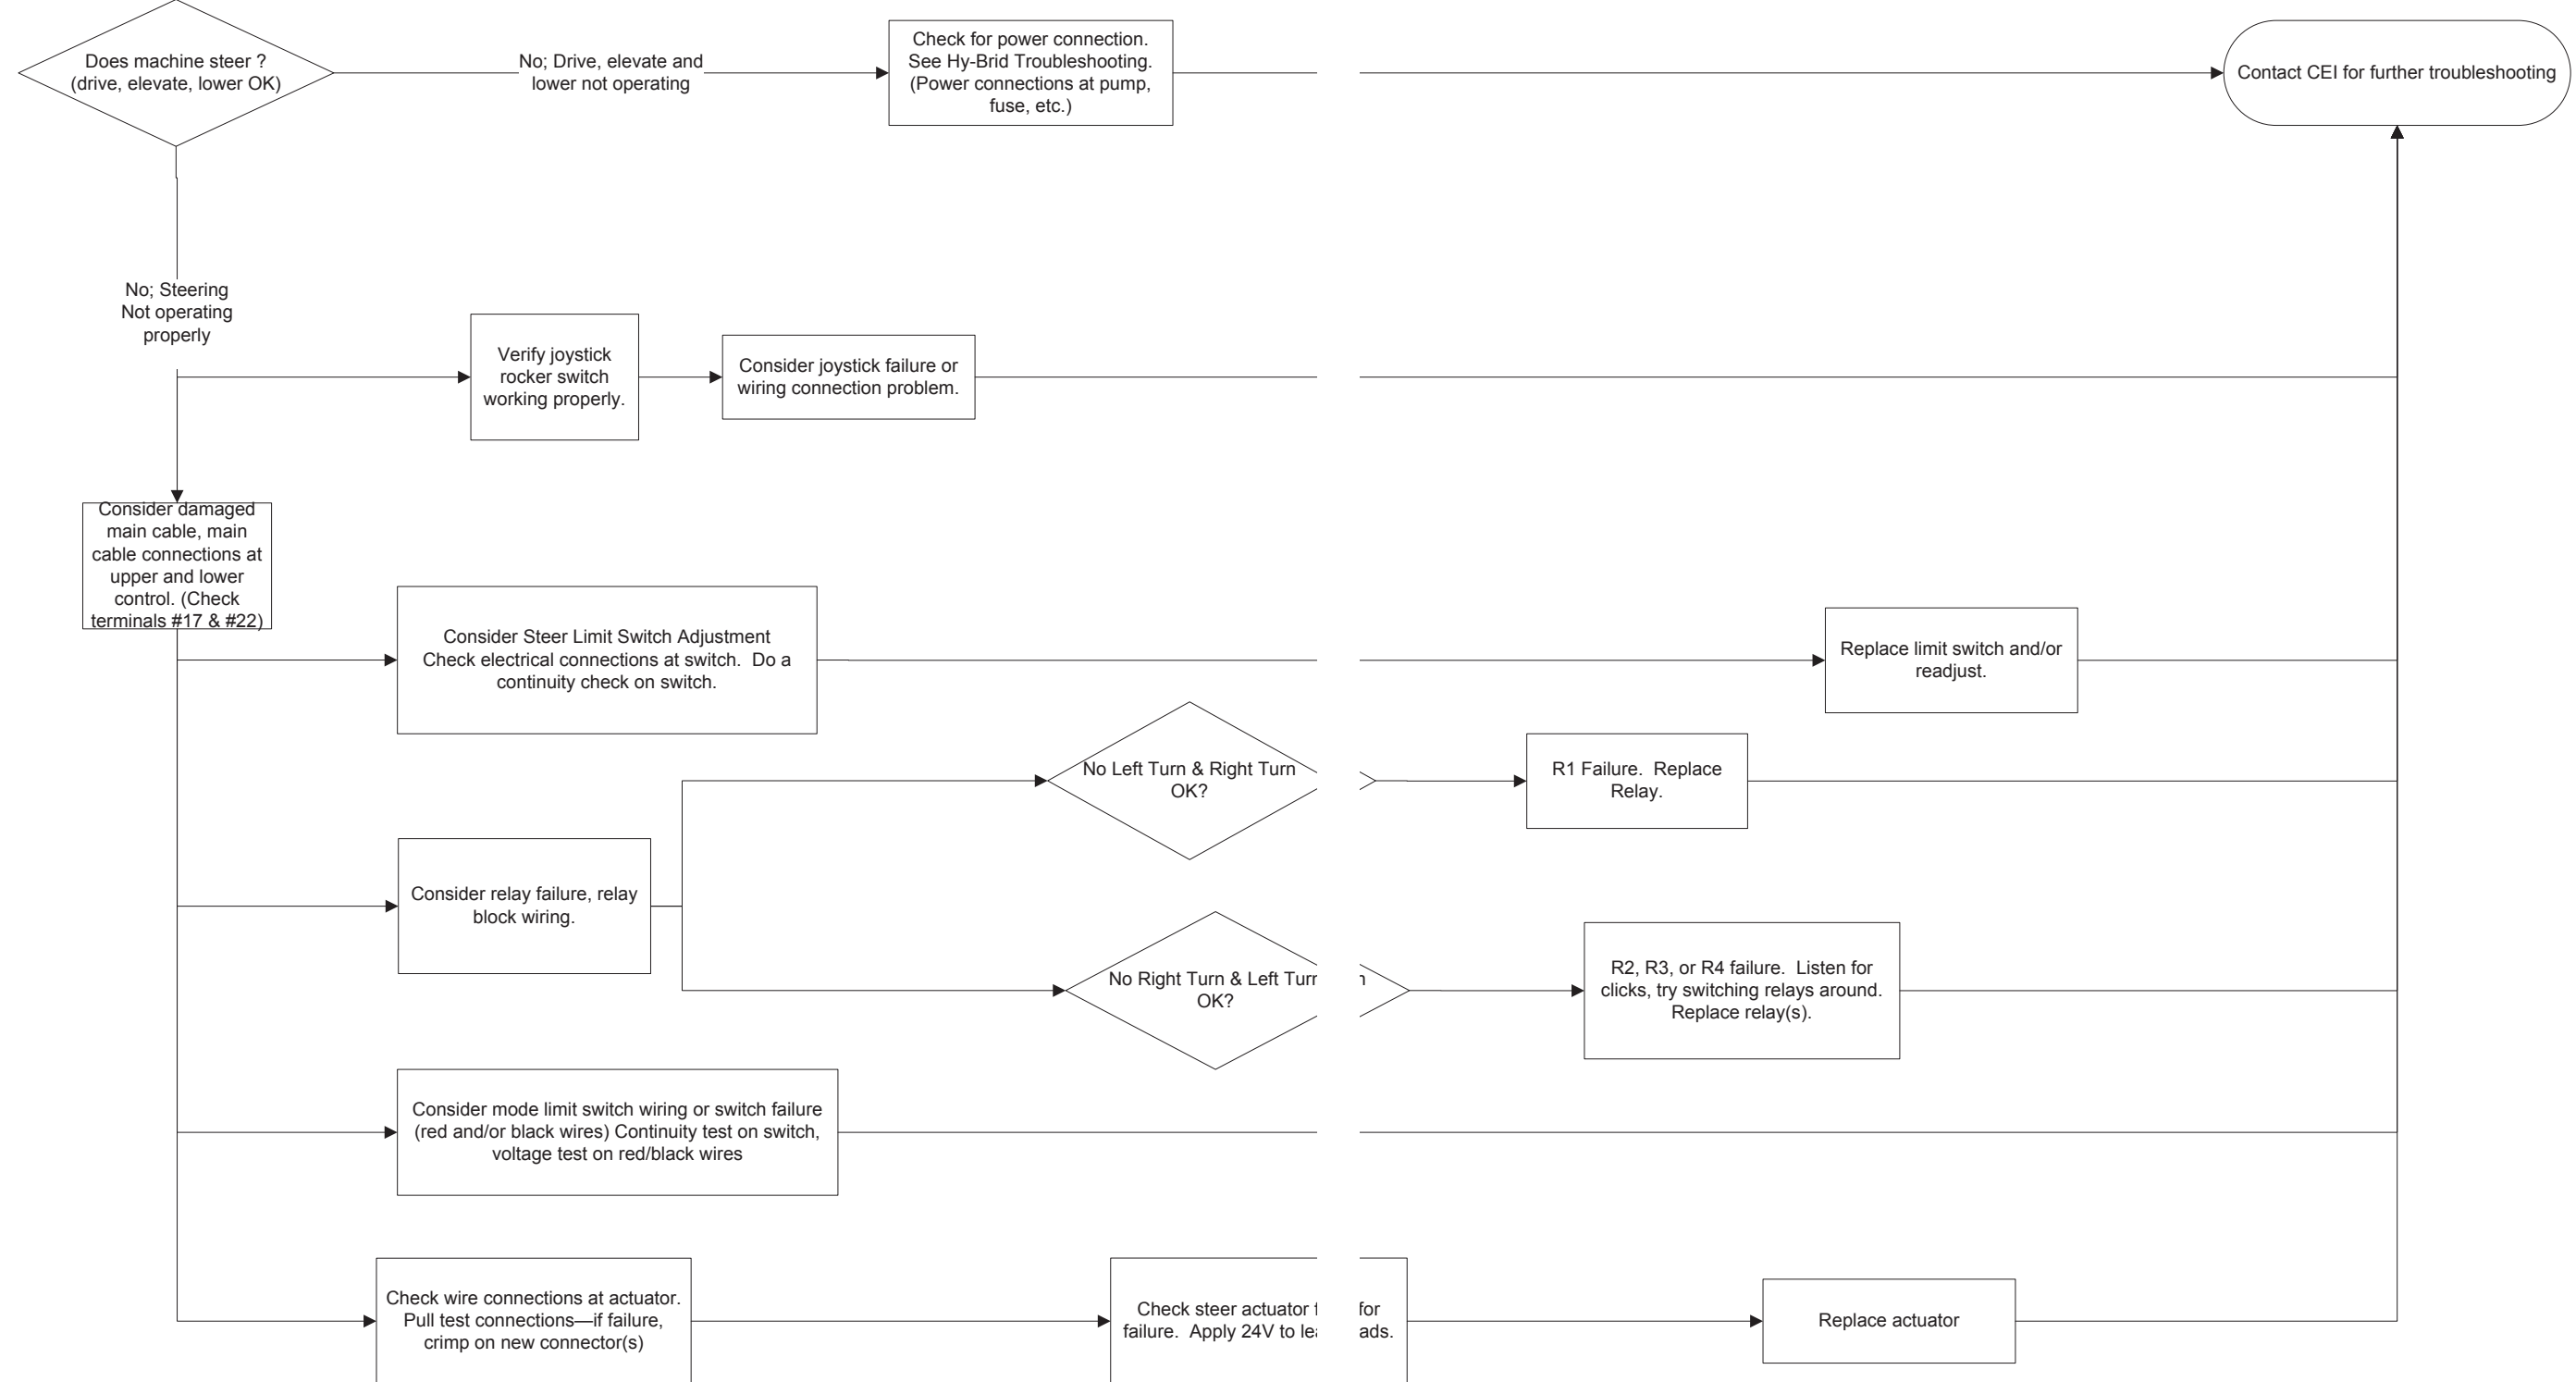 Does machine steer ?
(drive, elevate, lower OK)
No; Drive, elevate and
lower not operating
Check for power connection.
See Hy-Brid Troubleshooting.
(Power connections at pump,
fuse, etc.)
Contact CEI for further troubleshooting
No; Steering
Not operating
properly
Verify joystick
rocker switch
working properly.
Consider joystick failure or
wiring connection problem.
Consider damaged
main cable, main
cable connections at
upper and lower
control. (Check
terminals #17 & #22)
Consider Steer Limit Switch Adjustment
Check electrical connections at switch. Do a
continuity check on switch.
Replace limit switch and/or
readjust.
No Left Turn & Right Turn
OK?
R1 Failure. Replace
Relay.
Consider relay failure, relay
block wiring.
No Right Turn & Left Turn
OK?
R2, R3, or R4 failure. Listen for
clicks, try switching relays around.
Replace relay(s).
Consider mode limit switch wiring or switch failure
(red and/or black wires) Continuity test on switch,
voltage test on red/black wires
Check wire connections at actuator.
Pull test connections—if failure,
crimp on new connector(s)
Check steer actuator for
failure. Apply 24V to leads.
Replace actuator